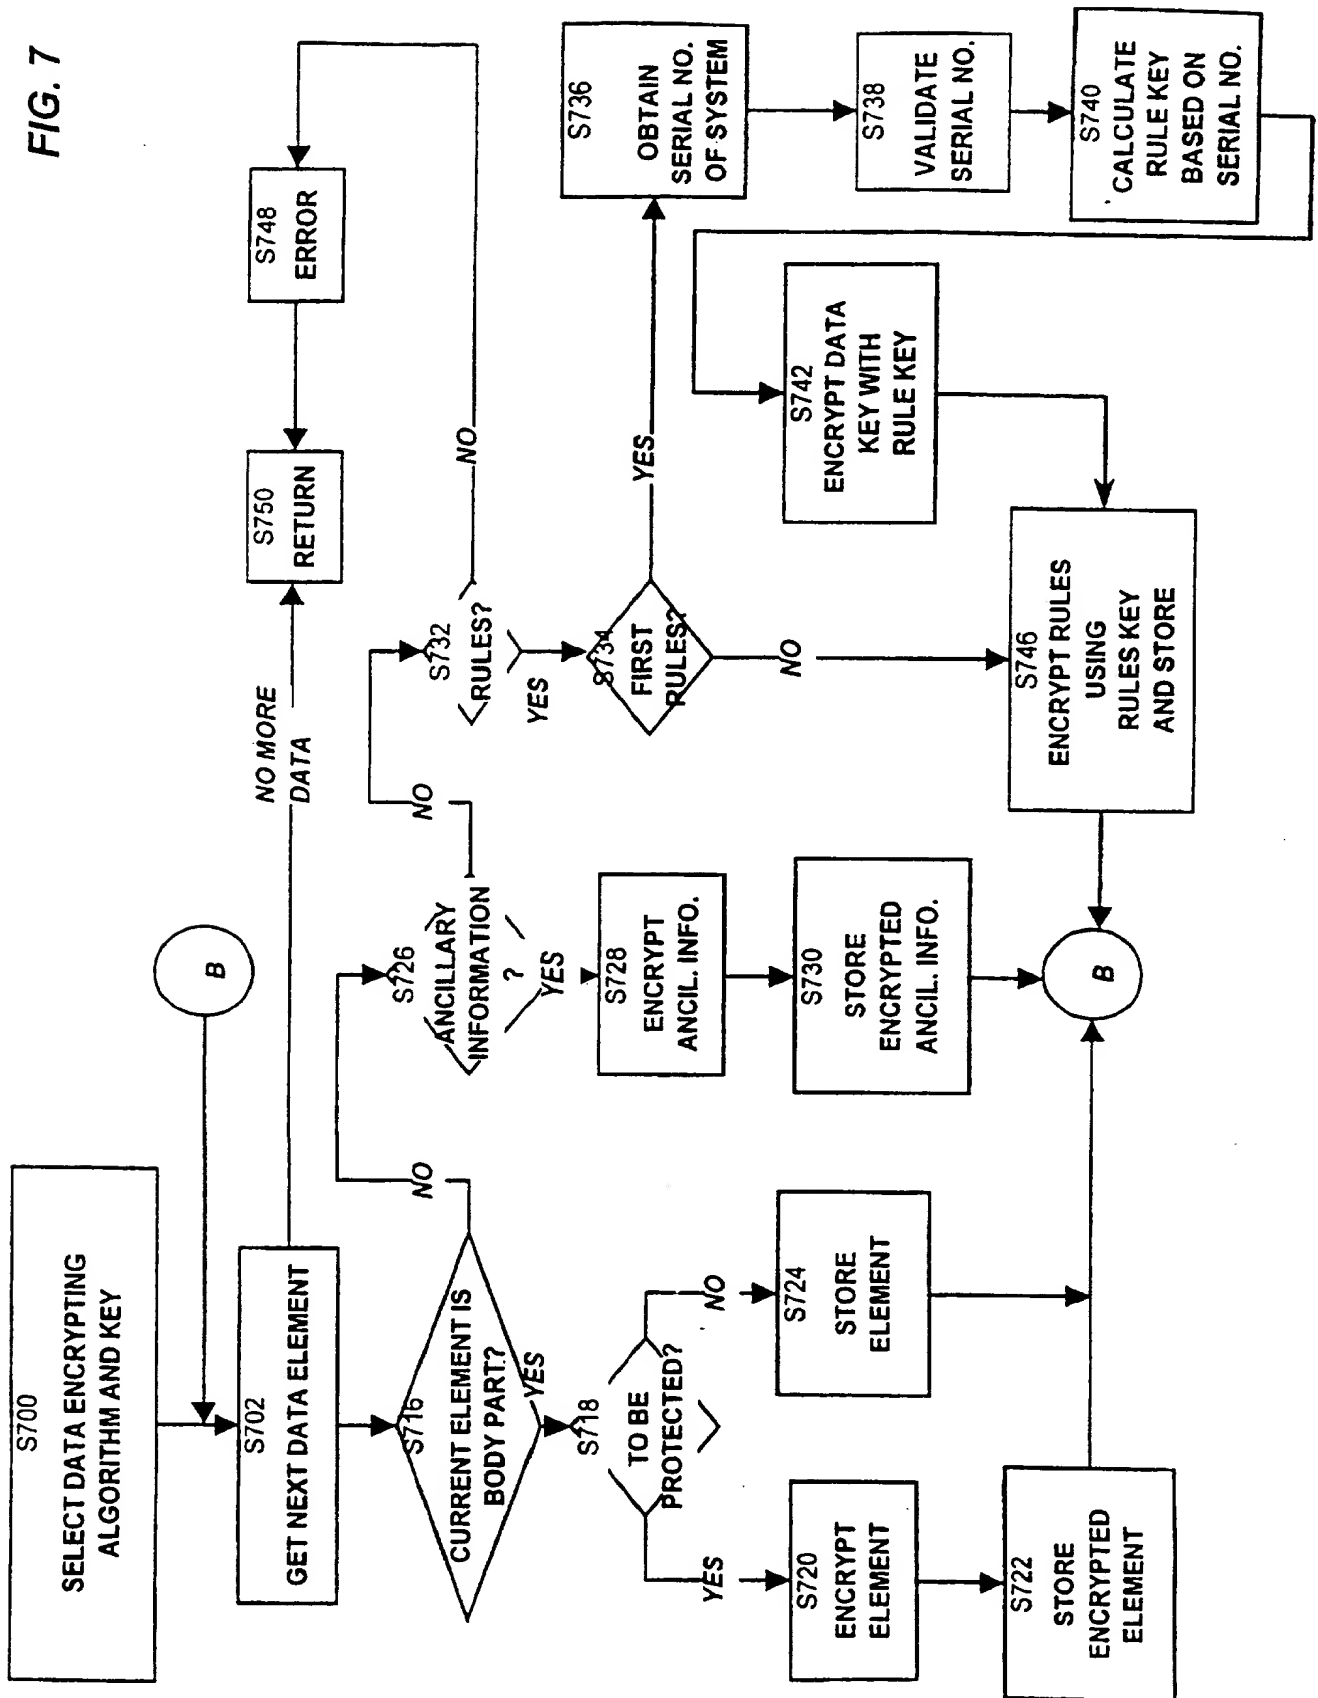 FIG. 7
S700
SELECT DATA ENCRYPTING
ALGORITHM AND KEY
B
S702
GET NEXT DATA ELEMENT
NO MORE
DATA
S750
RETURN
S748
ERROR
S716
CURRENT ELEMENT IS
BODY PART?
NO
YES
S726
ANCILLARY
INFORMATION
?
NO
YES
S732
RULES?
NO
YES
S718
TO BE
PROTECTED?
YES
NO
S728
ENCRYPT
ANCIL. INFO.
S734
FIRST
RULES?
YES
NO
S736
OBTAIN
SERIAL NO.
OF SYSTEM
S720
ENCRYPT
ELEMENT
S724
STORE
ELEMENT
S730
STORE
ENCRYPTED
ANCIL. INFO.
S742
ENCRYPT DATA
KEY WITH
RULE KEY
S738
VALIDATE
SERIAL NO.
S722
STORE
ENCRYPTED
ELEMENT
B
S746
ENCRYPT RULES
USING
RULES KEY
AND STORE
S740
CALCULATE
RULE KEY
BASED ON
SERIAL NO.